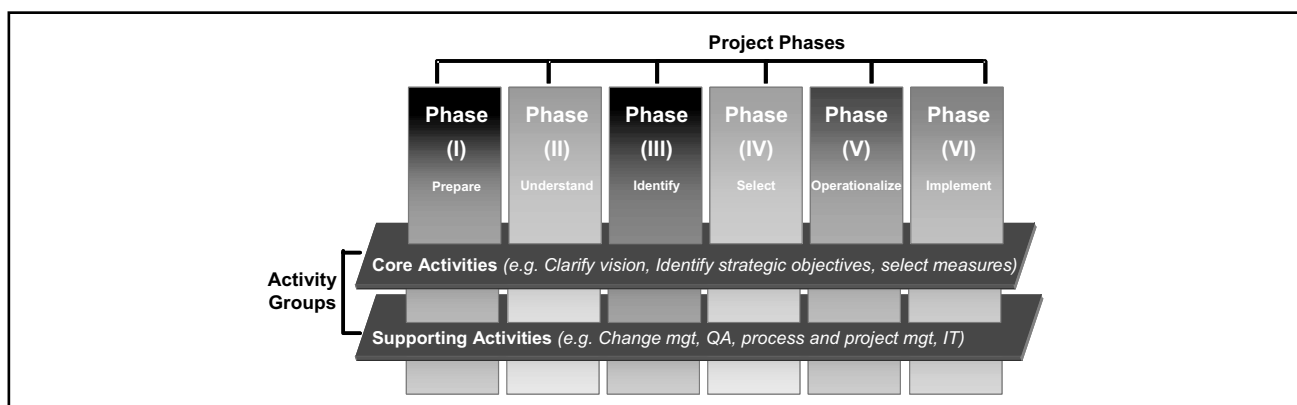 Project Phases
Phase
(I)
Prepare
Phase
(II)
Understand
Phase
(III)
Identify
Phase
(IV)
Select
Phase
(V)
Operationalize
Phase
(VI)
Implement
Activity
Groups
Core Activities (e.g. Clarify vision, Identify strategic objectives, select measures)
Supporting Activities (e.g. Change mgt, QA, process and project mgt, IT)